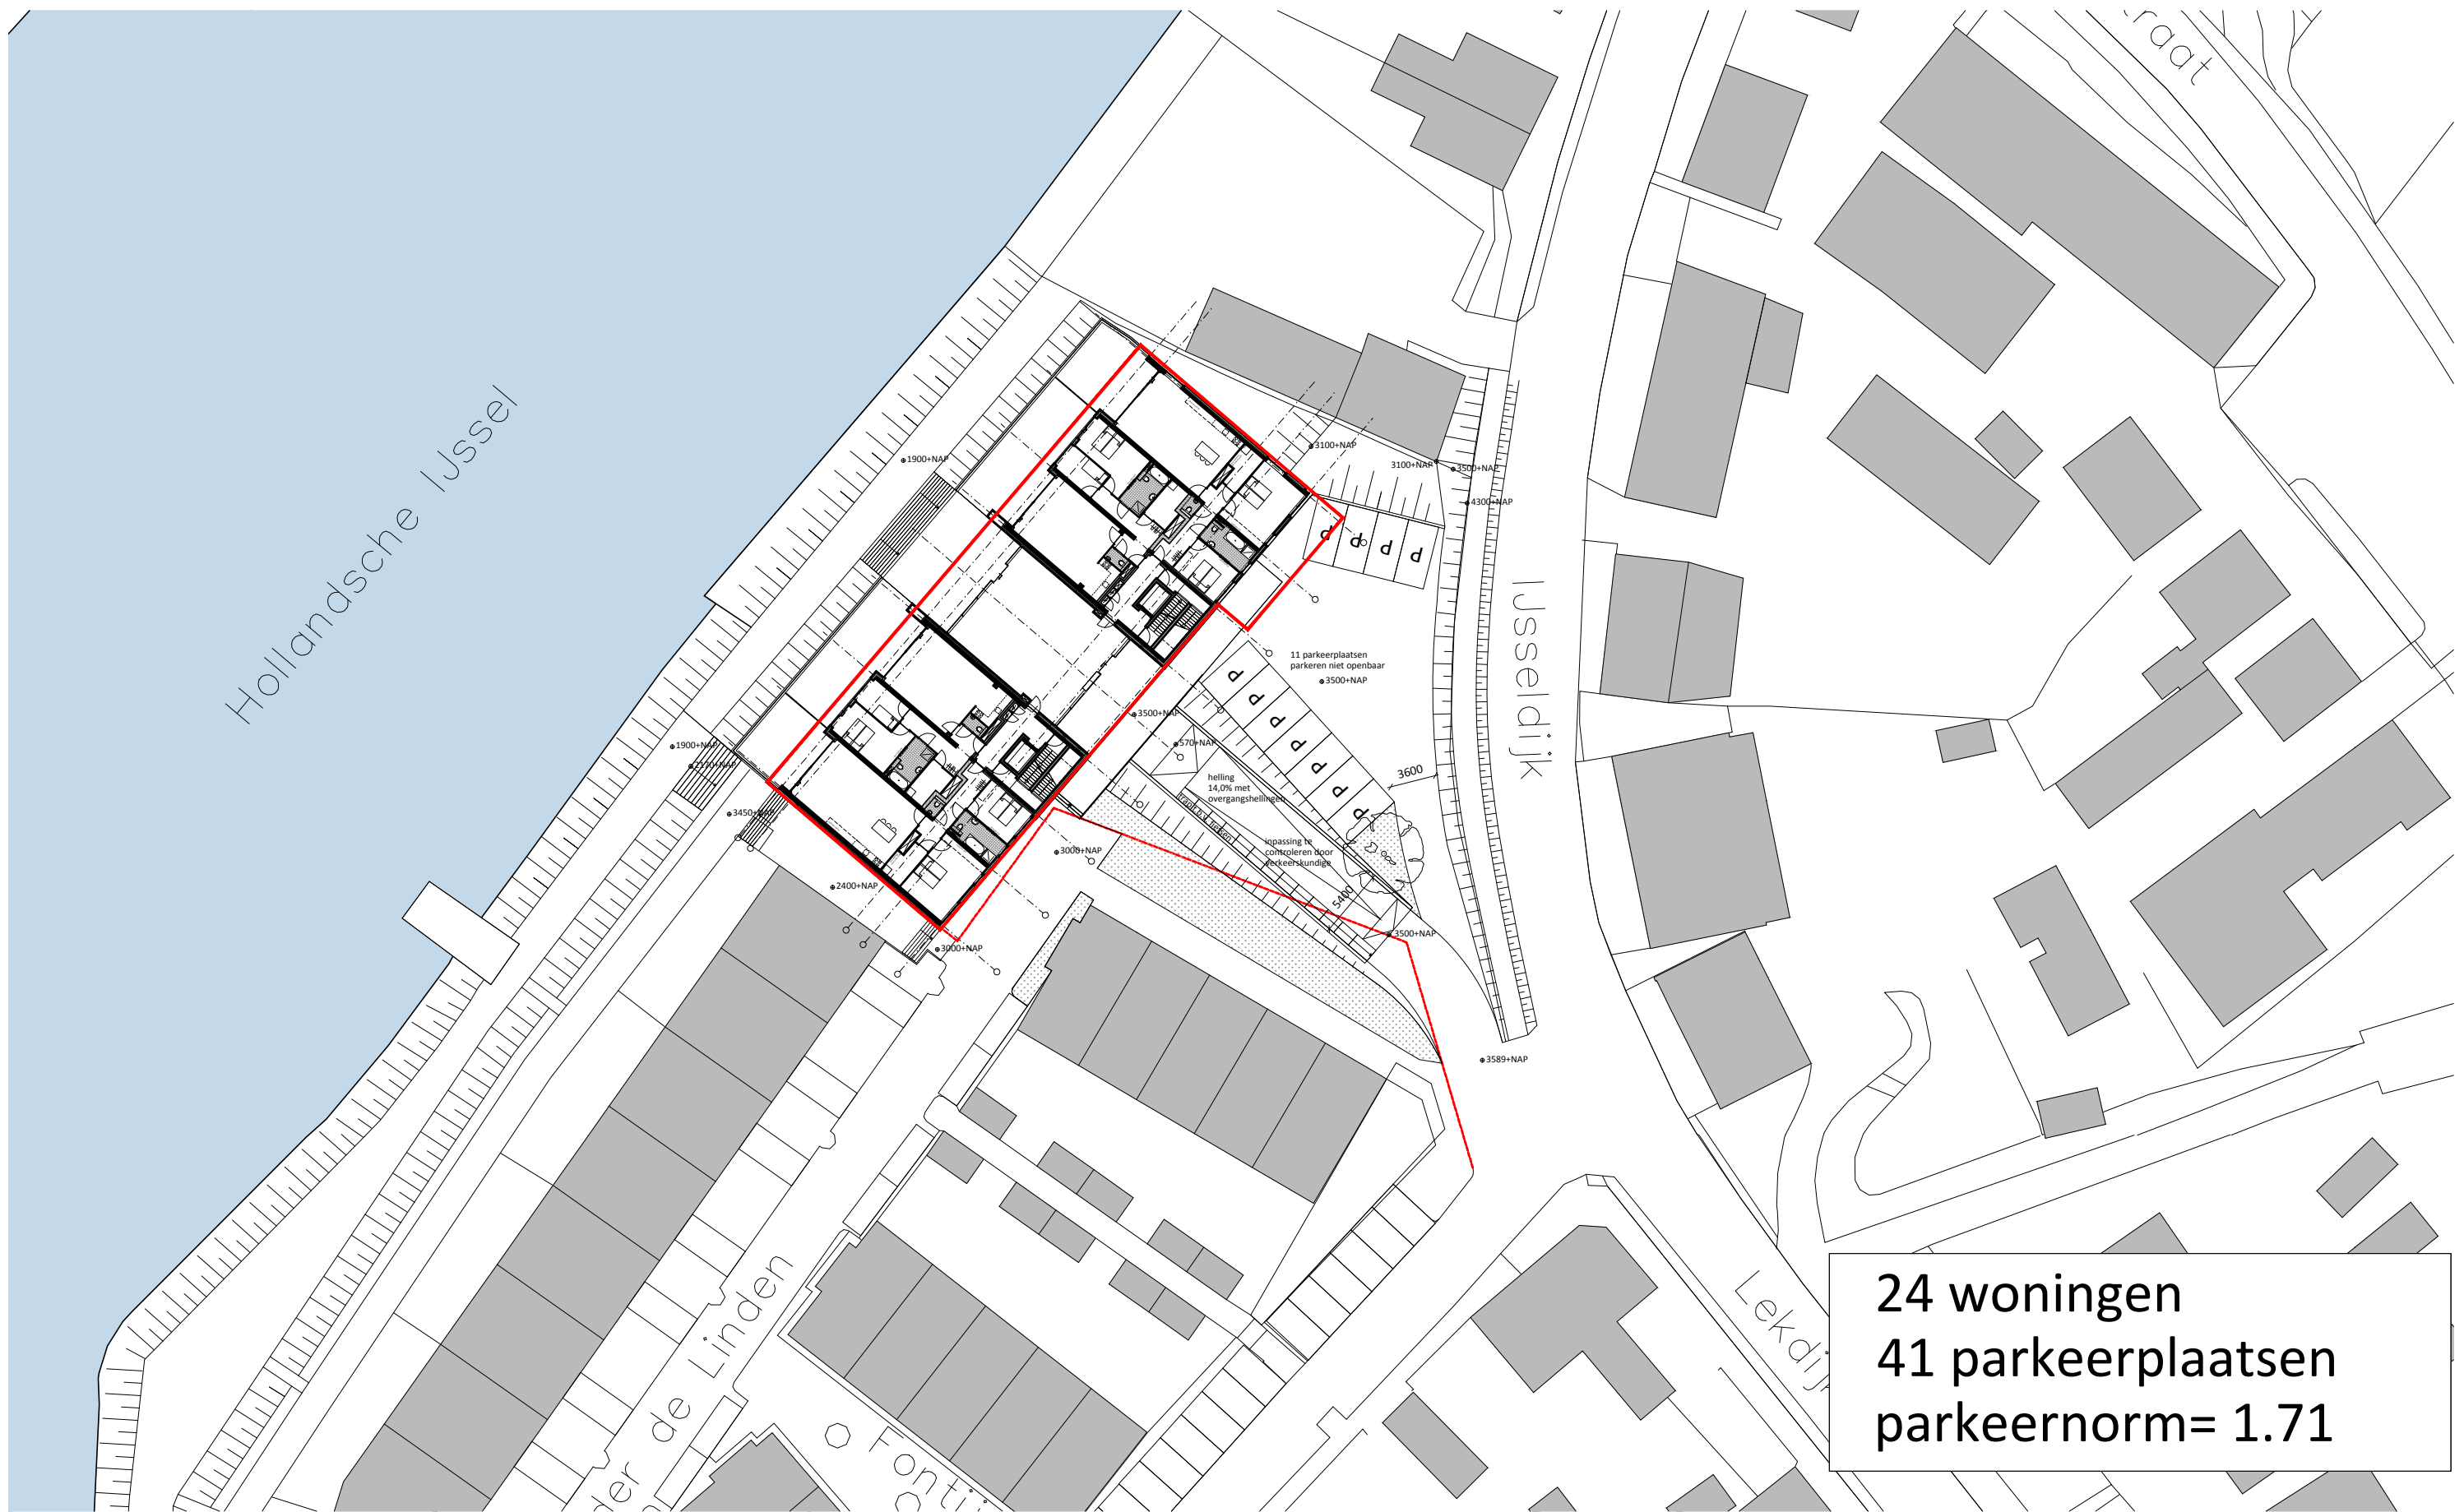 raat
Hollandsche IJssel
1900+NAP
3100+NAP
3100+NAP
3500+NAP
4300+NAP
P P P P
IJsseldijk
11 parkeerplaatsen
parkeren niet openbaar
3500+NAP
P
P
P
P
P
P
P
3500+NAP
570+NAP
1900+NAP
2170+NAP
3450+NAP
helling
14,0% met
overgangshellingen
3600
inpassing te
controleren door
verkeerskundige
3000+NAP
2400+NAP
5400
3500+NAP
3000+NAP
3589+NAP
der de Linden
Fonti
Lekdijk
24 woningen
41 parkeerplaatsen
parkeernorm= 1.71